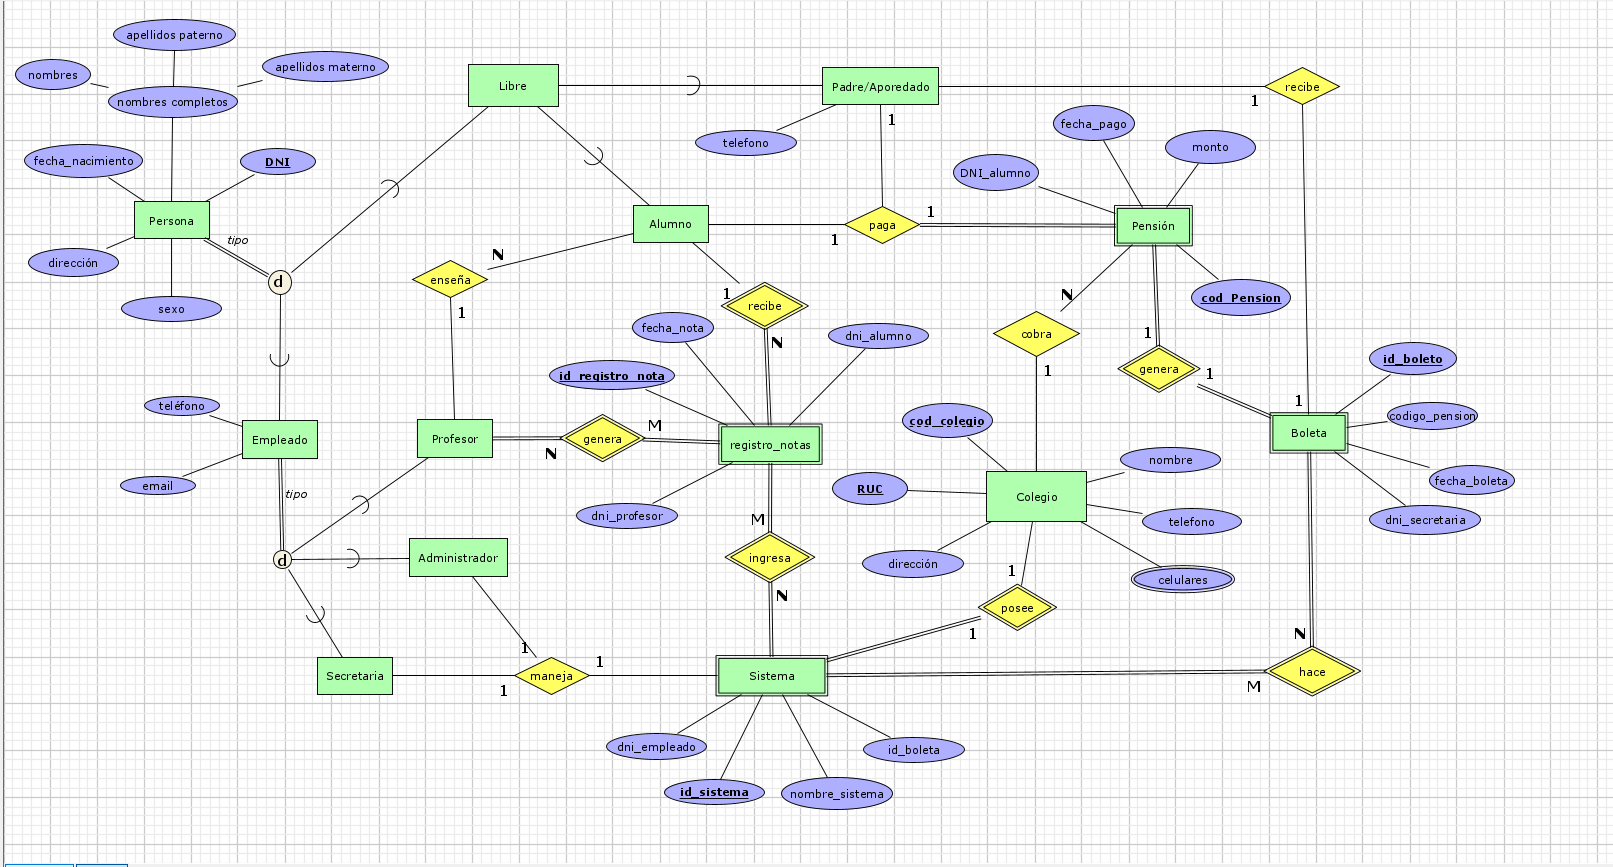 apellidos paterno
nombres
apellidos materno
nombres completos
Libre
Padre/Aporedado
recibe
1
1
telefono
fecha_pago
monto
fecha_nacimiento
DNI
DNI_alumno
Persona
Alumno
paga
1
1
Pensión
tipo
dirección
d
sexo
N
enseña
1
1
recibe
N
N
cod_Pension
fecha_nota
dni_alumno
cobra
1
1
genera
1
id_boleto
id_registro_nota
teléfono
1
codigo_pension
Empleado
Profesor
genera
N
M
registro_notas
cod_colegio
Boleta
nombre
email
tipo
RUC
Colegio
fecha_boleta
dni_profesor
M
telefono
dni_secretaria
d
Administrador
ingresa
dirección
1
celulares
N
posee
1
N
1
Secretaria
1
maneja
1
Sistema
M
hace
dni_empleado
id_boleta
id_sistema
nombre_sistema